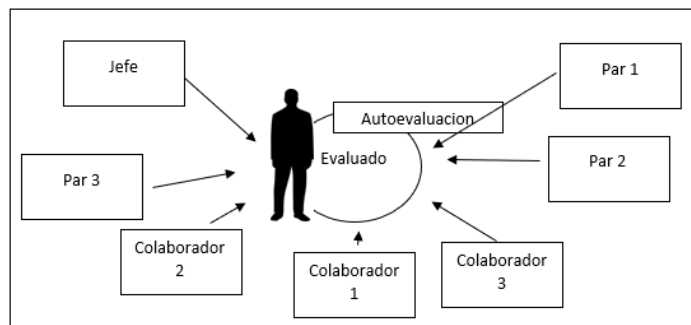 Jefe
Par 1
Autoevaluacion
Evaluado
Par 2
Par 3
Colaborador
2
Colaborador
1
Colaborador
3